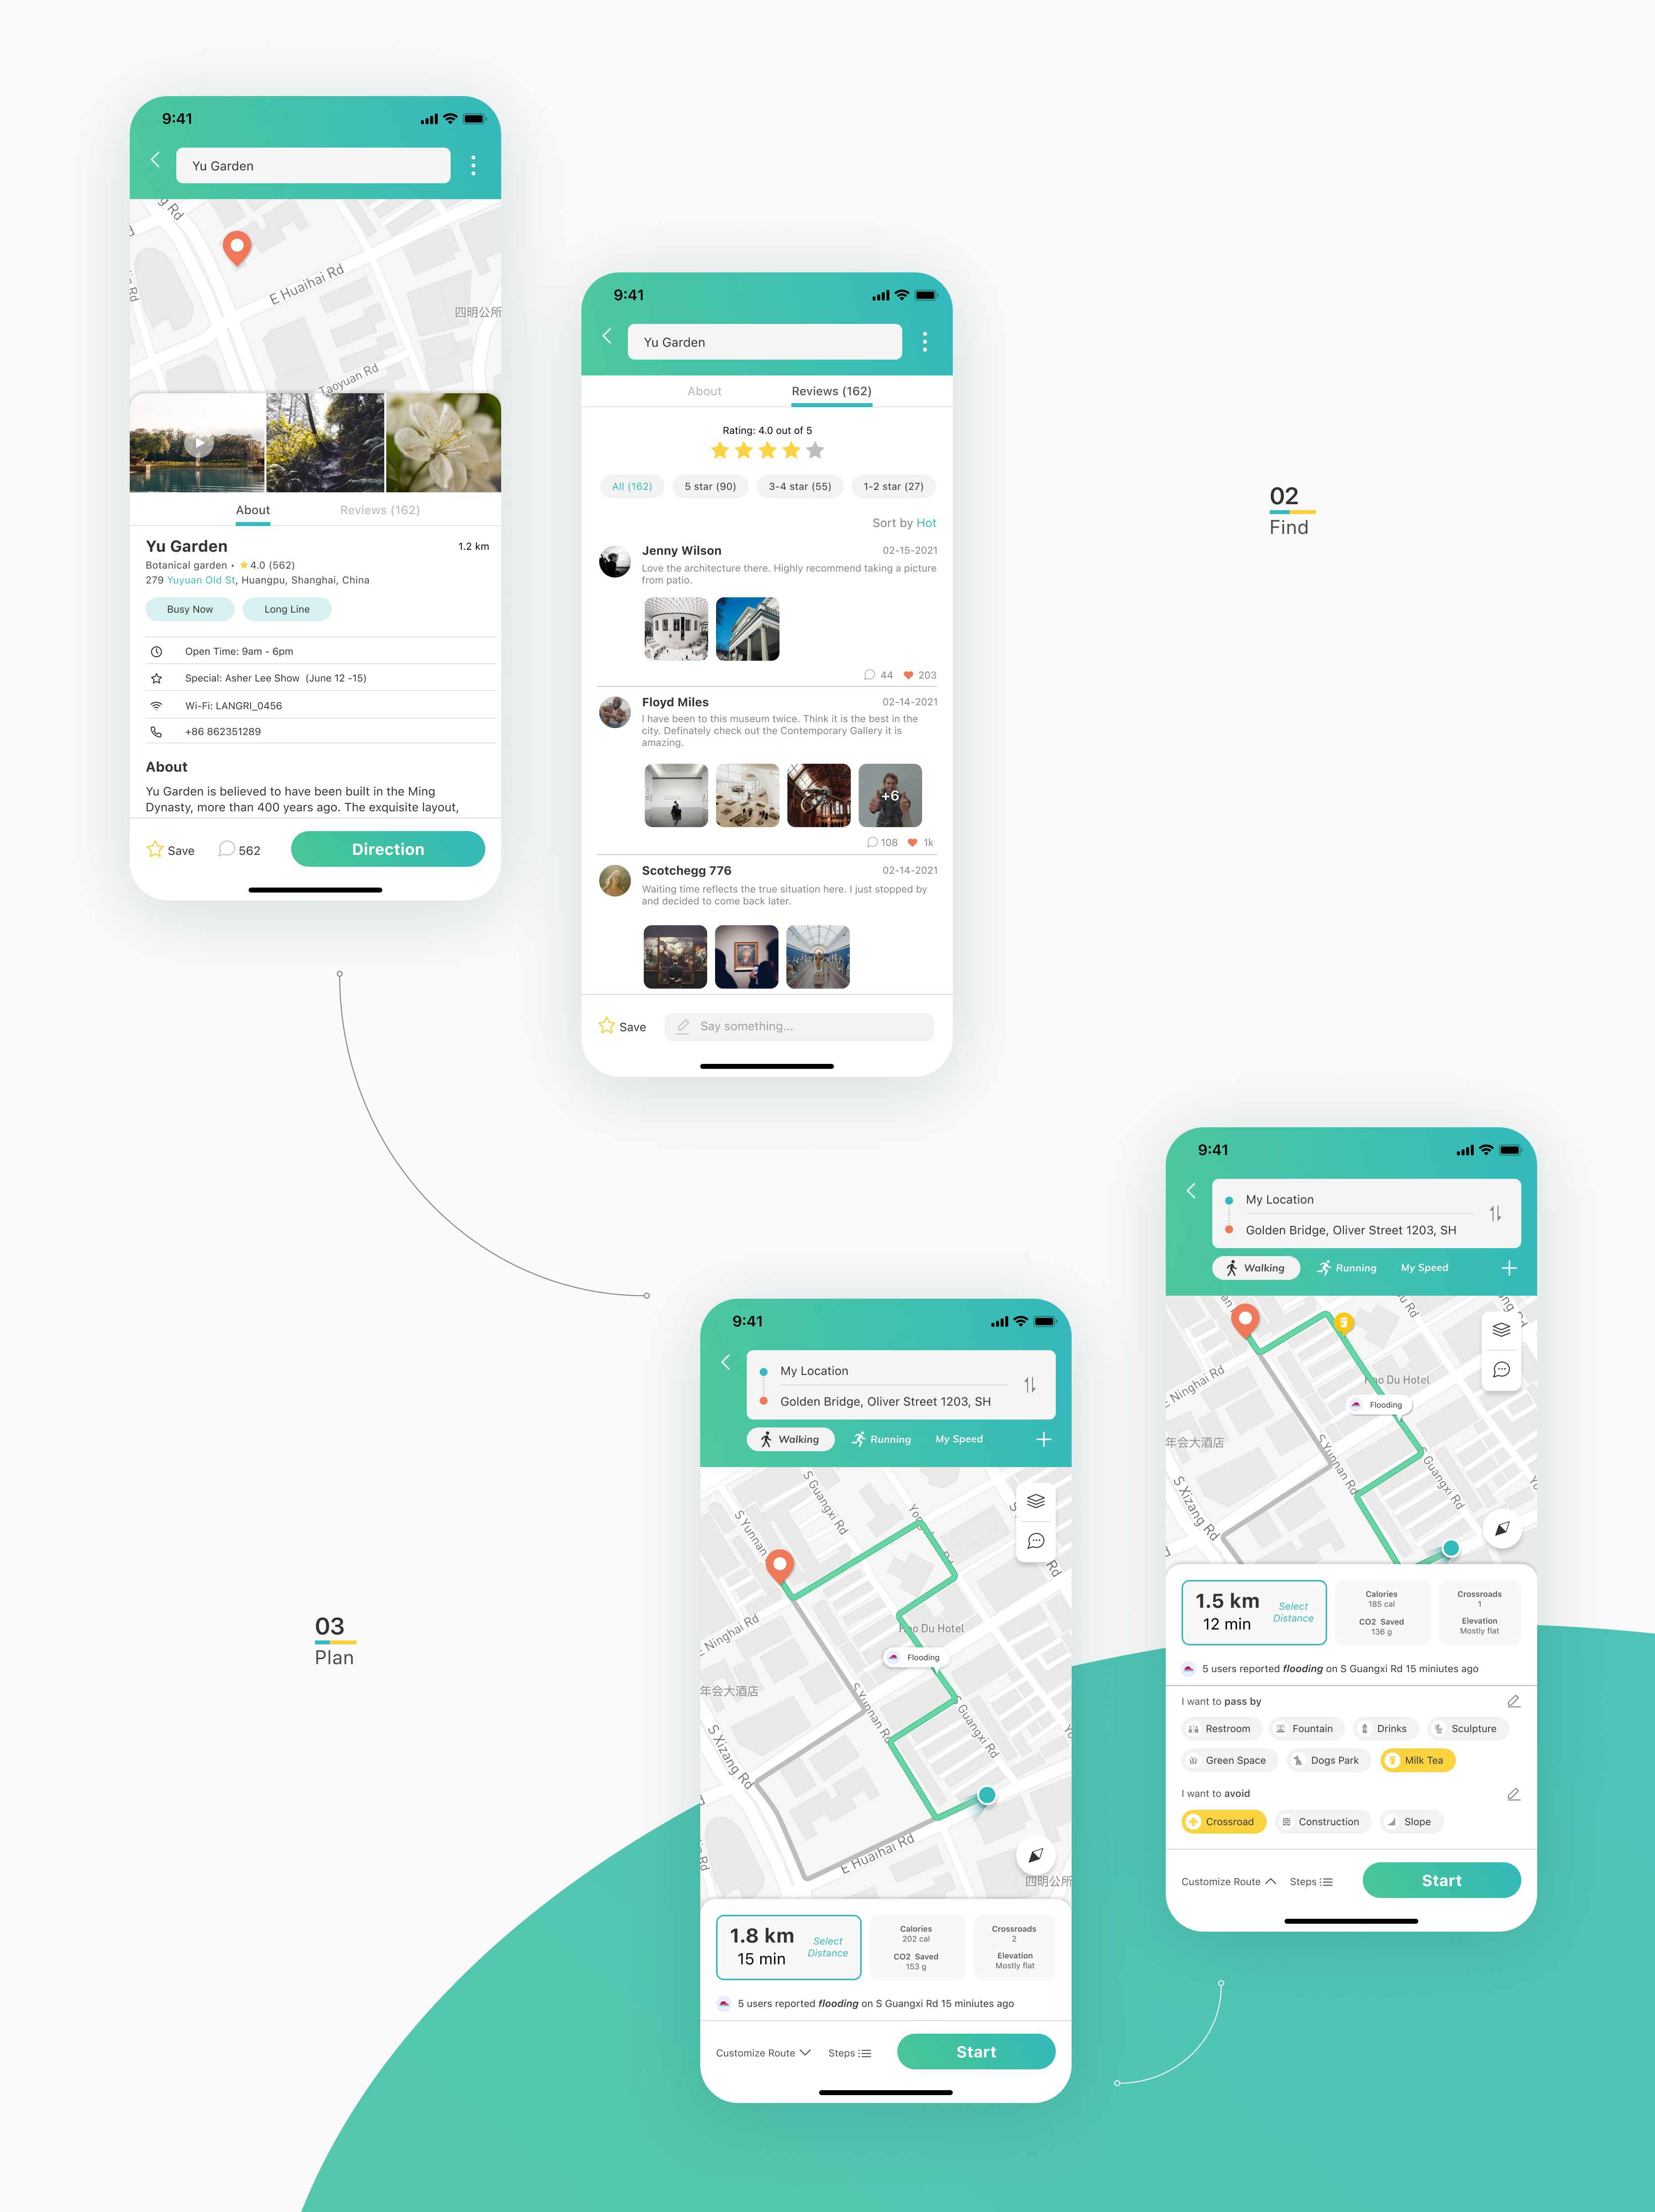 9:41
Yu Garden
g Rd
E Huaihai Rd
四明公所
Taoyuan Rd
About
Reviews (162)
Yu Garden
1.2 km
Botanical garden • 4.0 (562)
279 Yuyuan Old St, Huangpu, Shanghai, China
Busy Now
Long Line
Open Time: 9am - 6pm
Special: Asher Lee Show (June 12 -15)
Wi-Fi: LANGRI_0456
+86 862351289
About
Yu Garden is believed to have been built in the Ming
Dynasty, more than 400 years ago. The exquisite layout,
Save
562
Direction
9:41
Yu Garden
About
Reviews (162)
Rating: 4.0 out of 5
All (162)
5 star (90)
3-4 star (55)
1-2 star (27)
Sort by Hot
Jenny Wilson
02-15-2021
Love the architecture there. Highly recommend taking a picture
from patio.
44
203
Floyd Miles
02-14-2021
I have been to this museum twice. Think it is the best in the
city. Definately check out the Contemporary Gallery it is
amazing.
+6
108
1k
Scotchegg 776
02-14-2021
Waiting time reflects the true situation here. I just stopped by
and decided to come back later.
Save
Say something...
02
Find
03
Plan
9:41
My Location
Golden Bridge, Oliver Street 1203, SH
Walking
Running
My Speed
S Guangxi Rd
S Yunnan
E Ninghai Rd
Hao Du Hotel
Flooding
年会大酒店
S Yunnan Rd
S Guangxi Rd
S Xizang Rd
E Huaihai Rd
四明公所
1.8 km
15 min
Select
Distance
Calories
202 cal
CO2 Saved
153 g
Crossroads
2
Elevation
Mostly flat
5 users reported flooding on S Guangxi Rd 15 miniutes ago
Customize Route
Steps
Start
9:41
My Location
Golden Bridge, Oliver Street 1203, SH
Walking
Running
My Speed
E Ninghai Rd
Hao Du Hotel
Flooding
年会大酒店
S Yunnan Rd
S Guangxi Rd
S Xizang Rd
1.5 km
12 min
Select
Distance
Calories
185 cal
CO2 Saved
136 g
Crossroads
1
Elevation
Mostly flat
5 users reported flooding on S Guangxi Rd 15 miniutes ago
I want to pass by
Restroom
Fountain
Drinks
Sculpture
Green Space
Dogs Park
Milk Tea
I want to avoid
Crossroad
Construction
Slope
Customize Route
Steps
Start